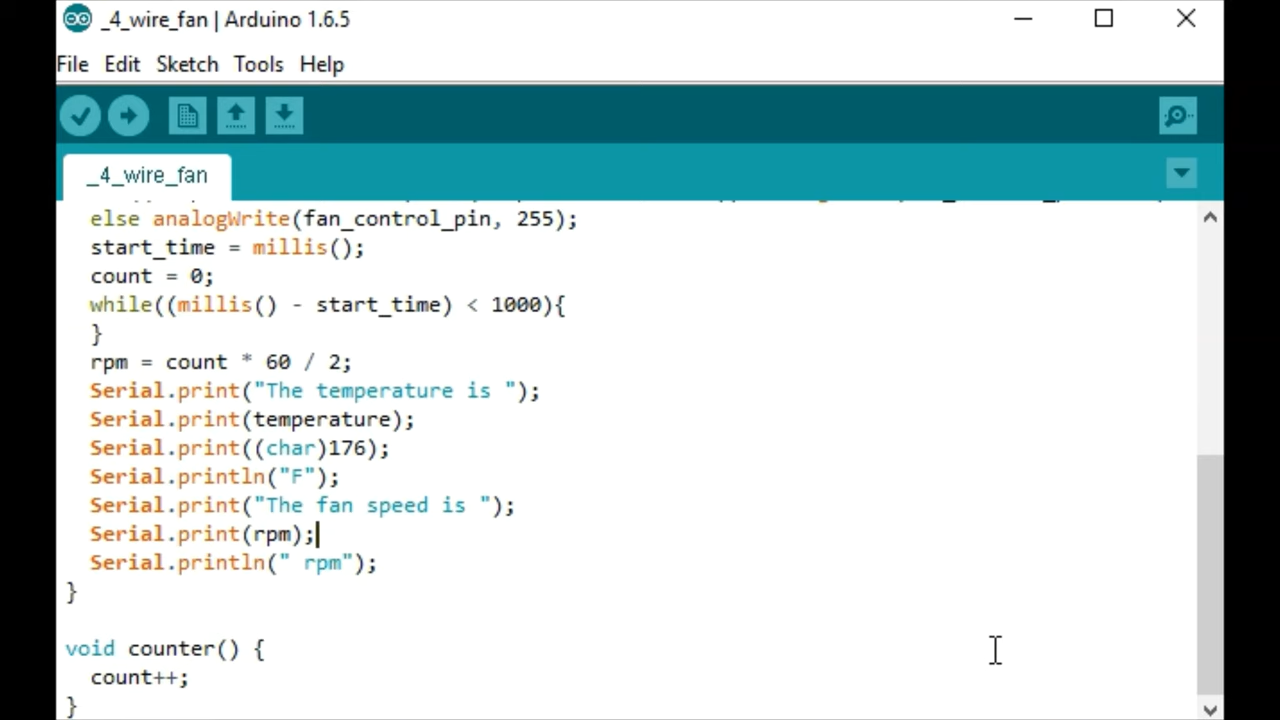 _4_wire_fan | Arduino 1.6.5
File Edit Sketch Tools Help
_4_wire_fan
else analogWrite(fan_control_pin, 255);
start_time = millis();
count = 0;
while((millis() - start_time) < 1000){
}
rpm = count * 60 / 2;
Serial.print("The temperature is ");
Serial.print(temperature);
Serial.print((char)176);
Serial.println("F");
Serial.print("The fan speed is ");
Serial.print(rpm);
Serial.println(" rpm");
}
void counter() {
count++;
}